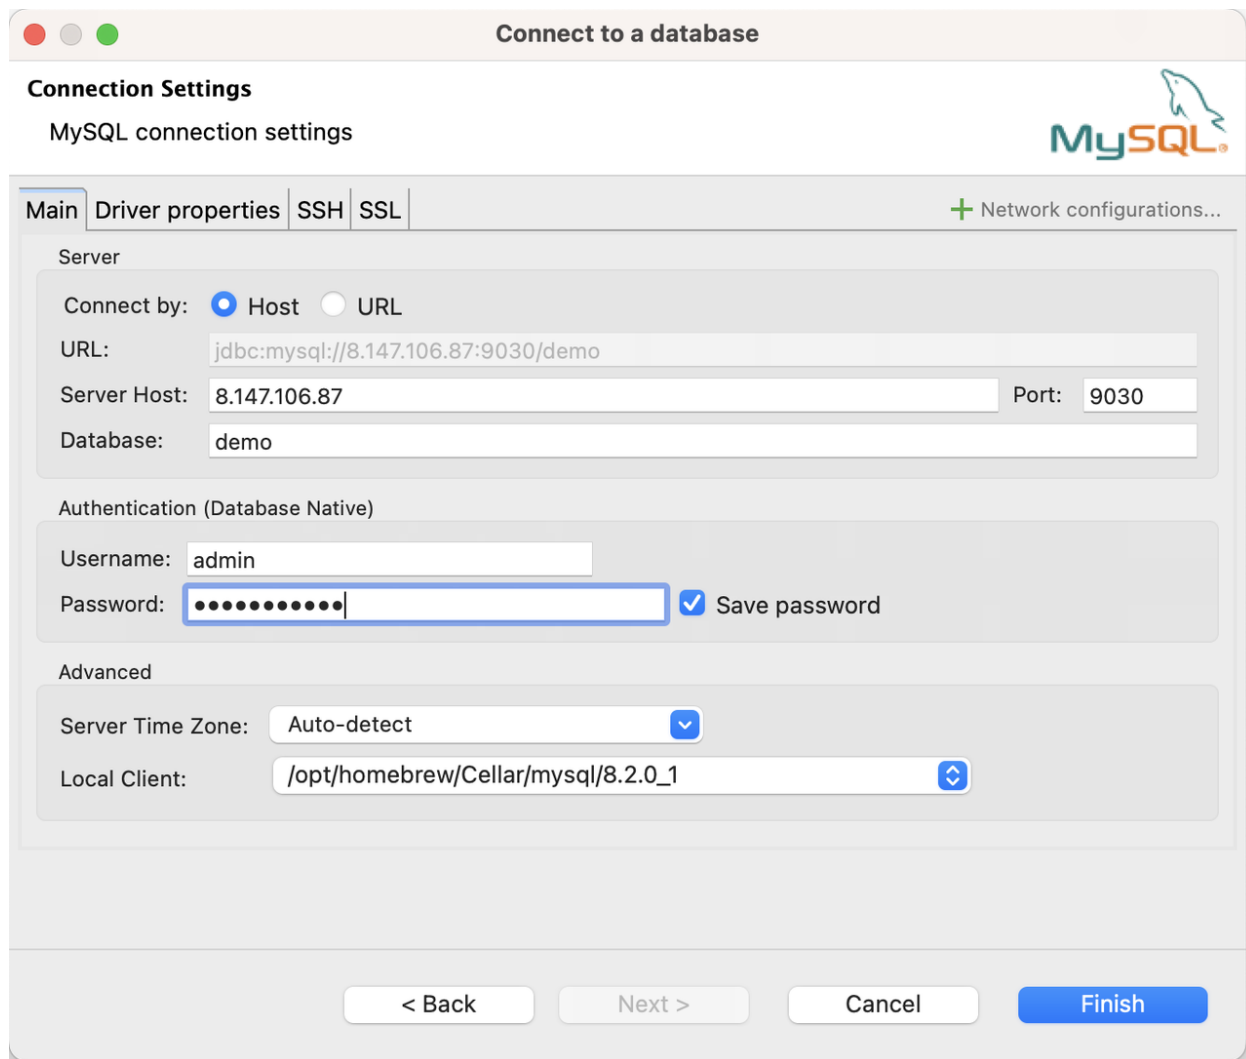 Connect to a database
Connection Settings
MySQL connection settings
MySQL®
Main Driver properties SSH SSL + Network configurations...
Server
Connect by: Host URL
URL: jdbc:mysql://8.147.106.87:9030/demo
Server Host: 8.147.106.87 Port: 9030
Database: demo
Authentication (Database Native)
Username: admin
Password: •••••••••••
Save password
Advanced
Server Time Zone: Auto-detect
Local Client: /opt/homebrew/Cellar/mysql/8.2.0_1
< Back Next > Cancel Finish